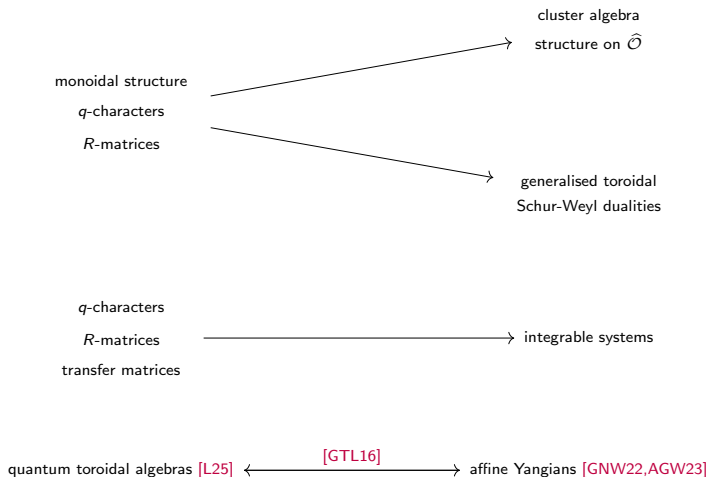 cluster algebra
structure on $\widehat{\mathcal{O}}$
monoidal structure
q-characters
R-matrices
generalised toroidal
Schur-Weyl dualities
q-characters
R-matrices
transfer matrices
integrable systems
[GTL16]
quantum toroidal algebras [L25]
affine Yangians [GNW22,AGW23]